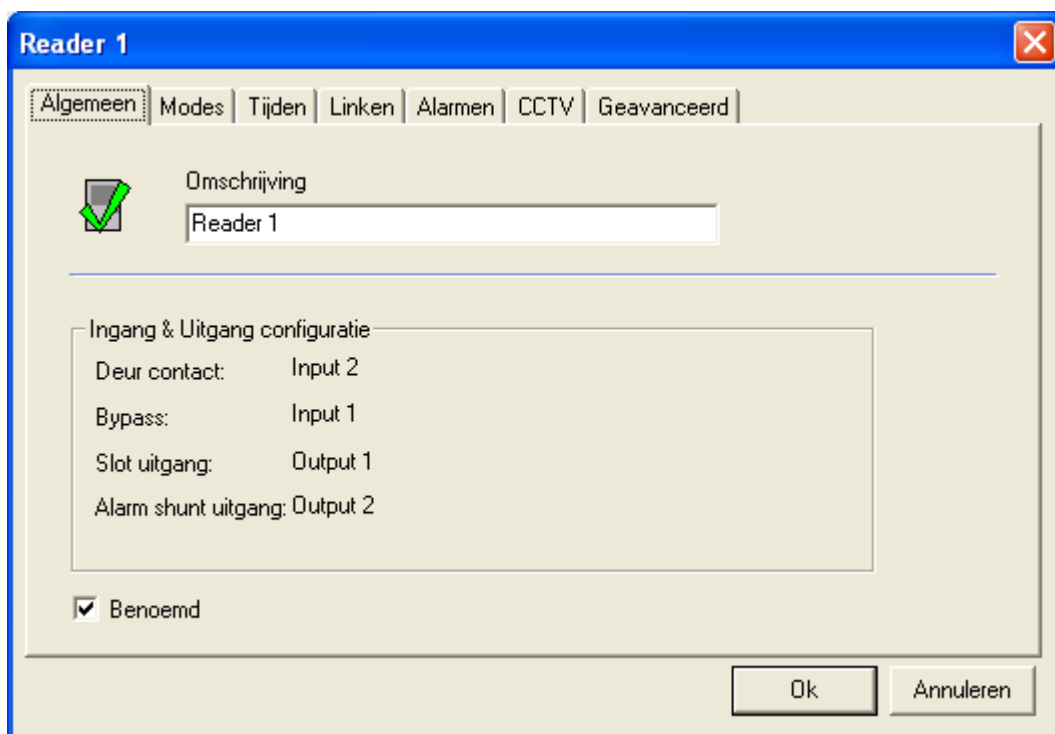 Reader 1
Algemeen Modes Tijden Linken Alarmen CCTV Geavanceerd
Omschrijving
Reader 1
Ingang & Uitgang configuratie
Deur contact: Input 2
Bypass: Input 1
Slot uitgang: Output 1
Alarm shunt uitgang: Output 2
Benoemd
Ok Annuleren